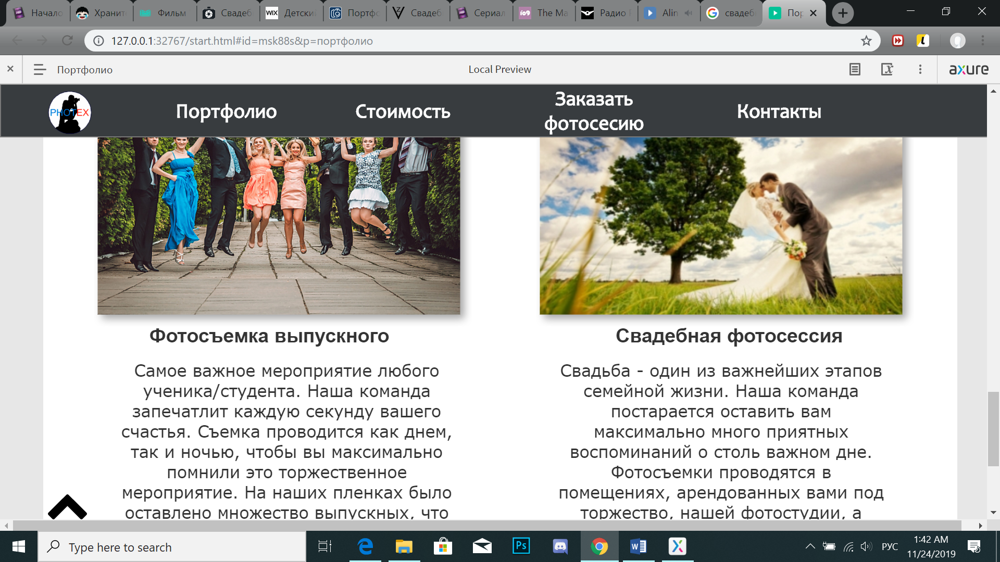 Начало
Хранит
Фильм
Свадеб
WIX Детский
Портфо
Свадеб
Сериал
io9 The Ma
Радио
Alin
свадеб
Пор
127.0.0.1:32767/start.html#id=msk88s&p=портфолио
Портфолио
Local Preview
axure
PHOTEX
Портфолио
Стоимость
Заказать
фотосесию
Контакты
Фотосъемка выпускного
Самое важное мероприятие любого
ученика/студента. Наша команда
запечатлит каждую секунду вашего
счастья. Съемка проводится как днем,
так и ночью, чтобы вы максимально
помнили это торжественное
мероприятие. На наших пленках было
оставлено множество выпускных, что
Свадебная фотосессия
Свадьба - один из важнейших этапов
семейной жизни. Наша команда
постарается оставить вам
максимально много приятных
воспоминаний о столь важном дне.
Фотосъемки проводятся в
помещениях, арендованных вами под
торжество, нашей фотостудии, а
Type here to search
Ps
РУС
1:42 AM
11/24/2019